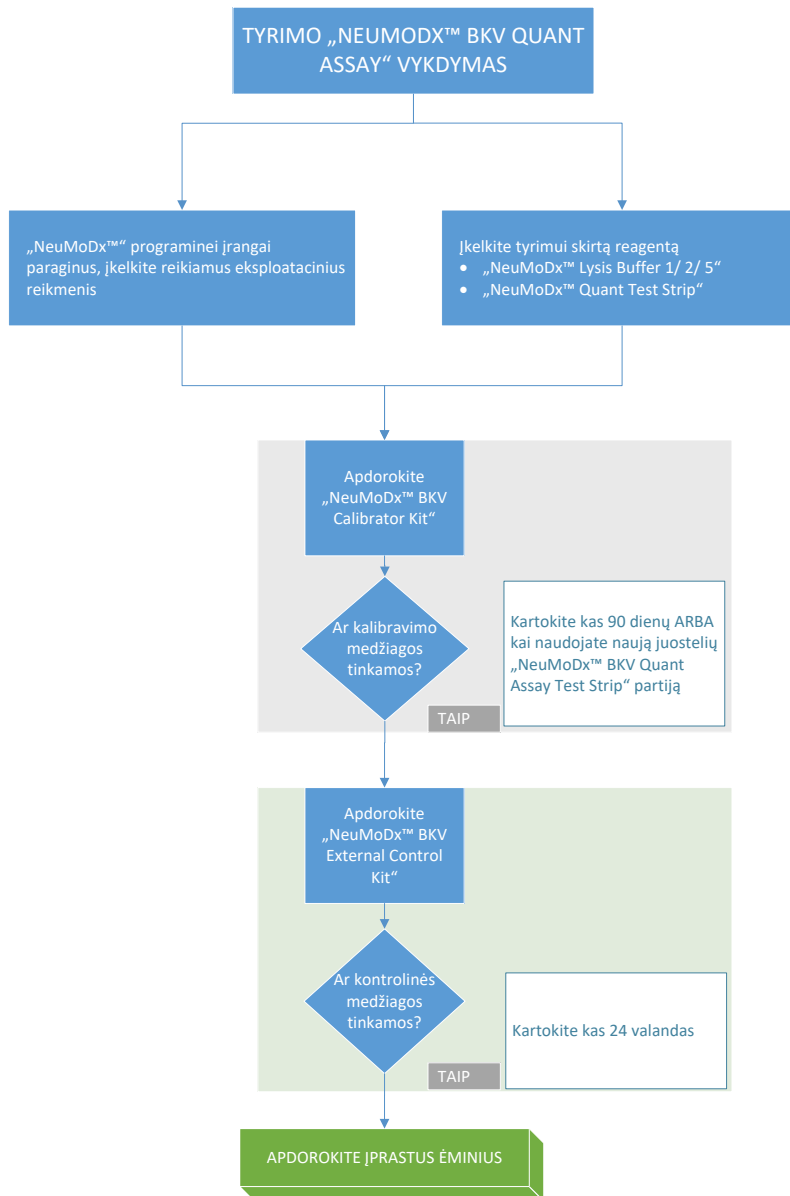 TYRIMO „NEUMODX™ BKV QUANT
ASSAY“ VYKDYMAS
„NeuMoDx™“ programinei įrangai
paraginus, įkelkite reikiamus eksploatacinius
reikmenis
Įkelkite tyrimui skirtą reagentą
• „NeuMoDx™ Lysis Buffer 1/ 2/ 5“
• „NeuMoDx™ Quant Test Strip“
Apdorokite
„NeuMoDx™ BKV
Calibrator Kit“
Ar kalibravimo
medžiagos
tinkamos?
Kartokite kas 90 dienų ARBA
kai naudojate naują juostelių
„NeuMoDx™ BKV Quant
Assay Test Strip“ partiją
TAIP
Apdorokite
„NeuMoDx™ BKV
External Control
Kit“
Ar kontrolinės
medžiagos
tinkamos?
Kartokite kas 24 valandas
TAIP
APDOROKITE ĮPRASTUS ĖMINIUS